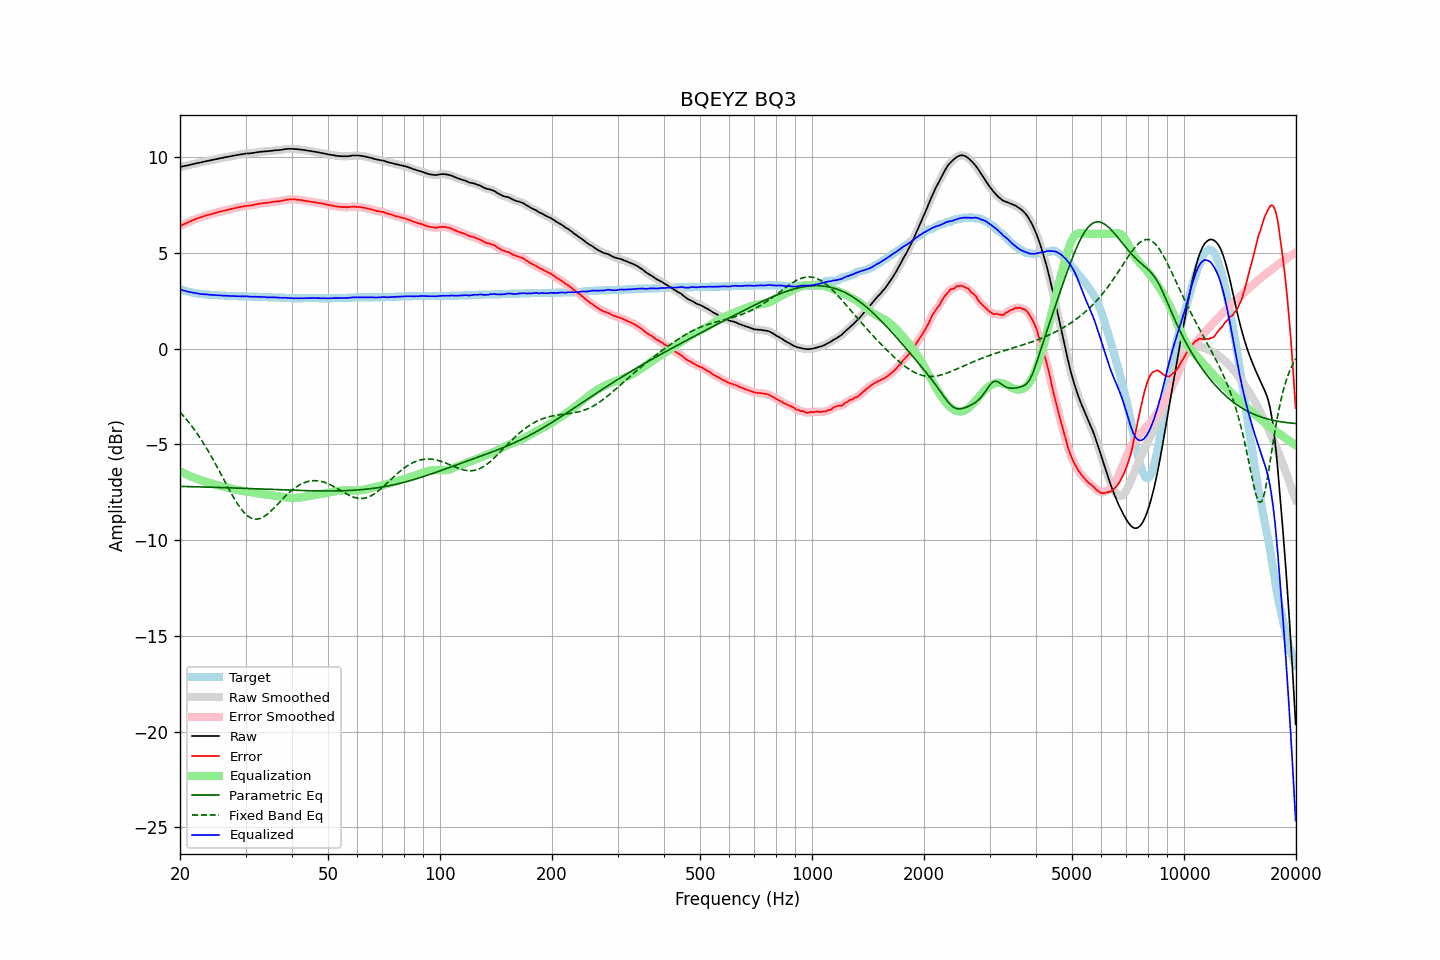 BQEYZ BQ3
Amplitude (dBr)
10
5
0
−5
−10
−15
−20
−25
Target
Raw Smoothed
Error Smoothed
Raw
Error
Equalization
Parametric Eq
Fixed Band Eq
Equalized
20 50 100 200 500 1000 2000 5000 10000 20000
Frequency (Hz)